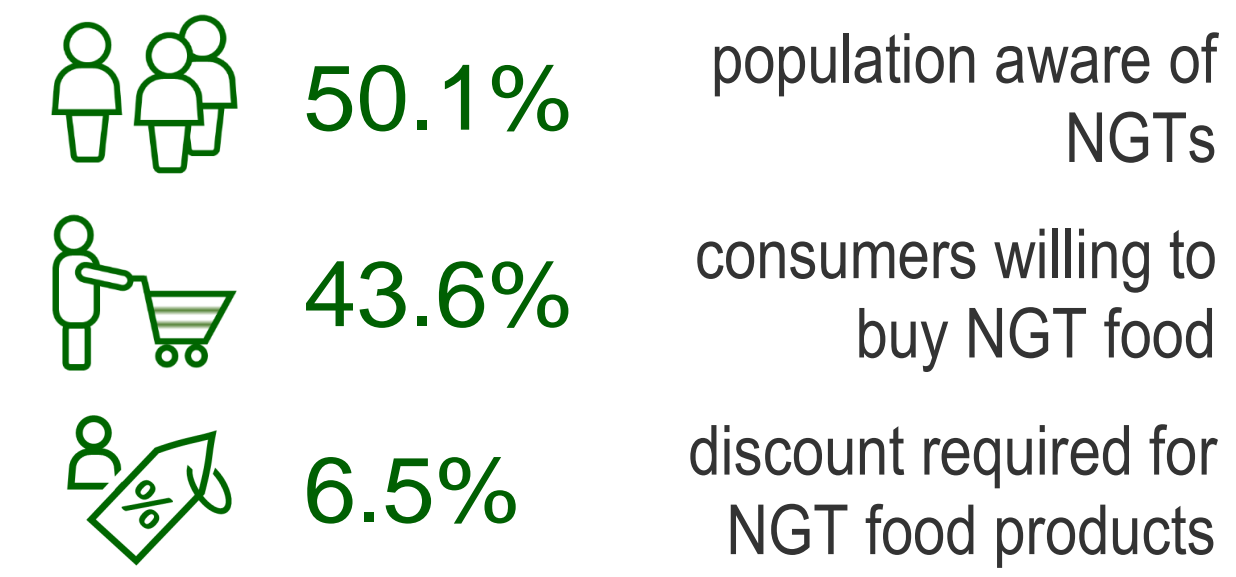 50.1%
population aware of
NGTs
43.6%
consumers willing to
buy NGT food
%
6.5%
discount required for
NGT food products